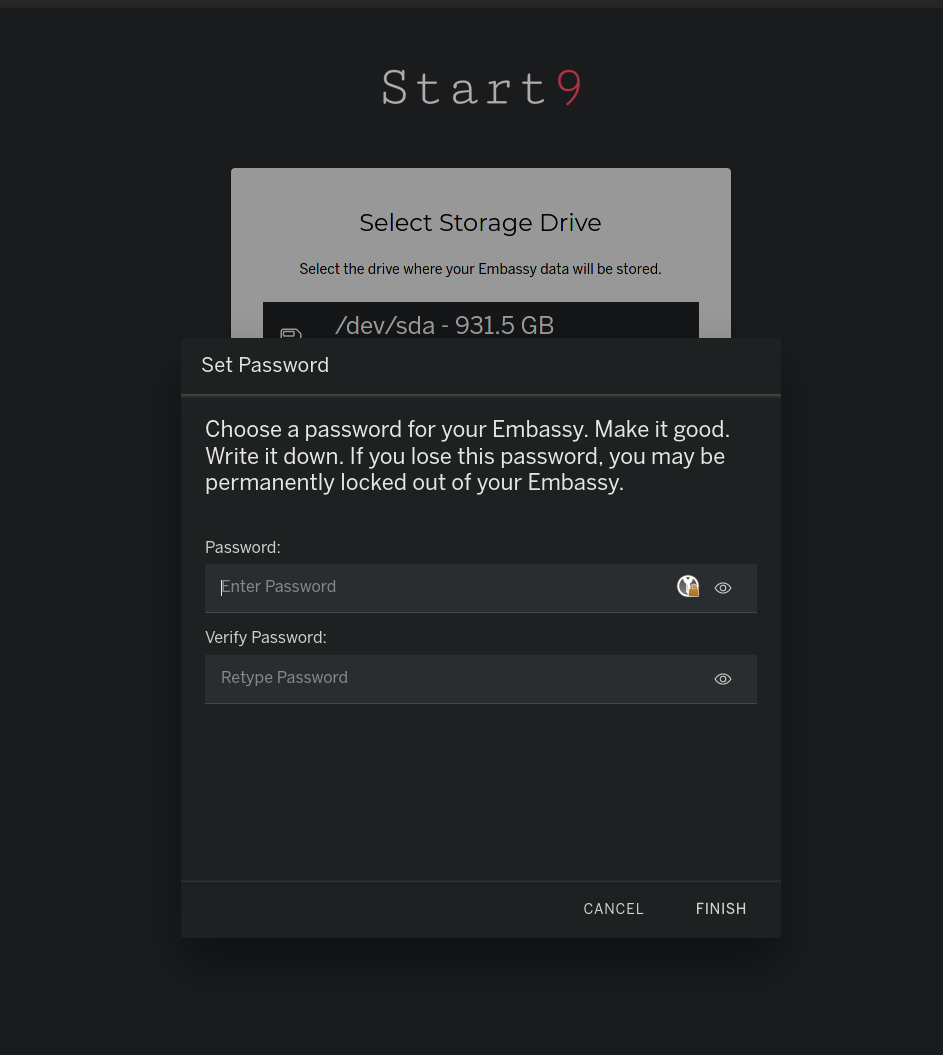 Start9
Select Storage Drive
Select the drive where your Embassy data will be stored.
/dev/sda - 931.5 GB
Set Password
Choose a password for your Embassy. Make it good.
Write it down. If you lose this password, you may be
permanently locked out of your Embassy.
Password:
Enter Password
Verify Password:
Retype Password
CANCEL
FINISH